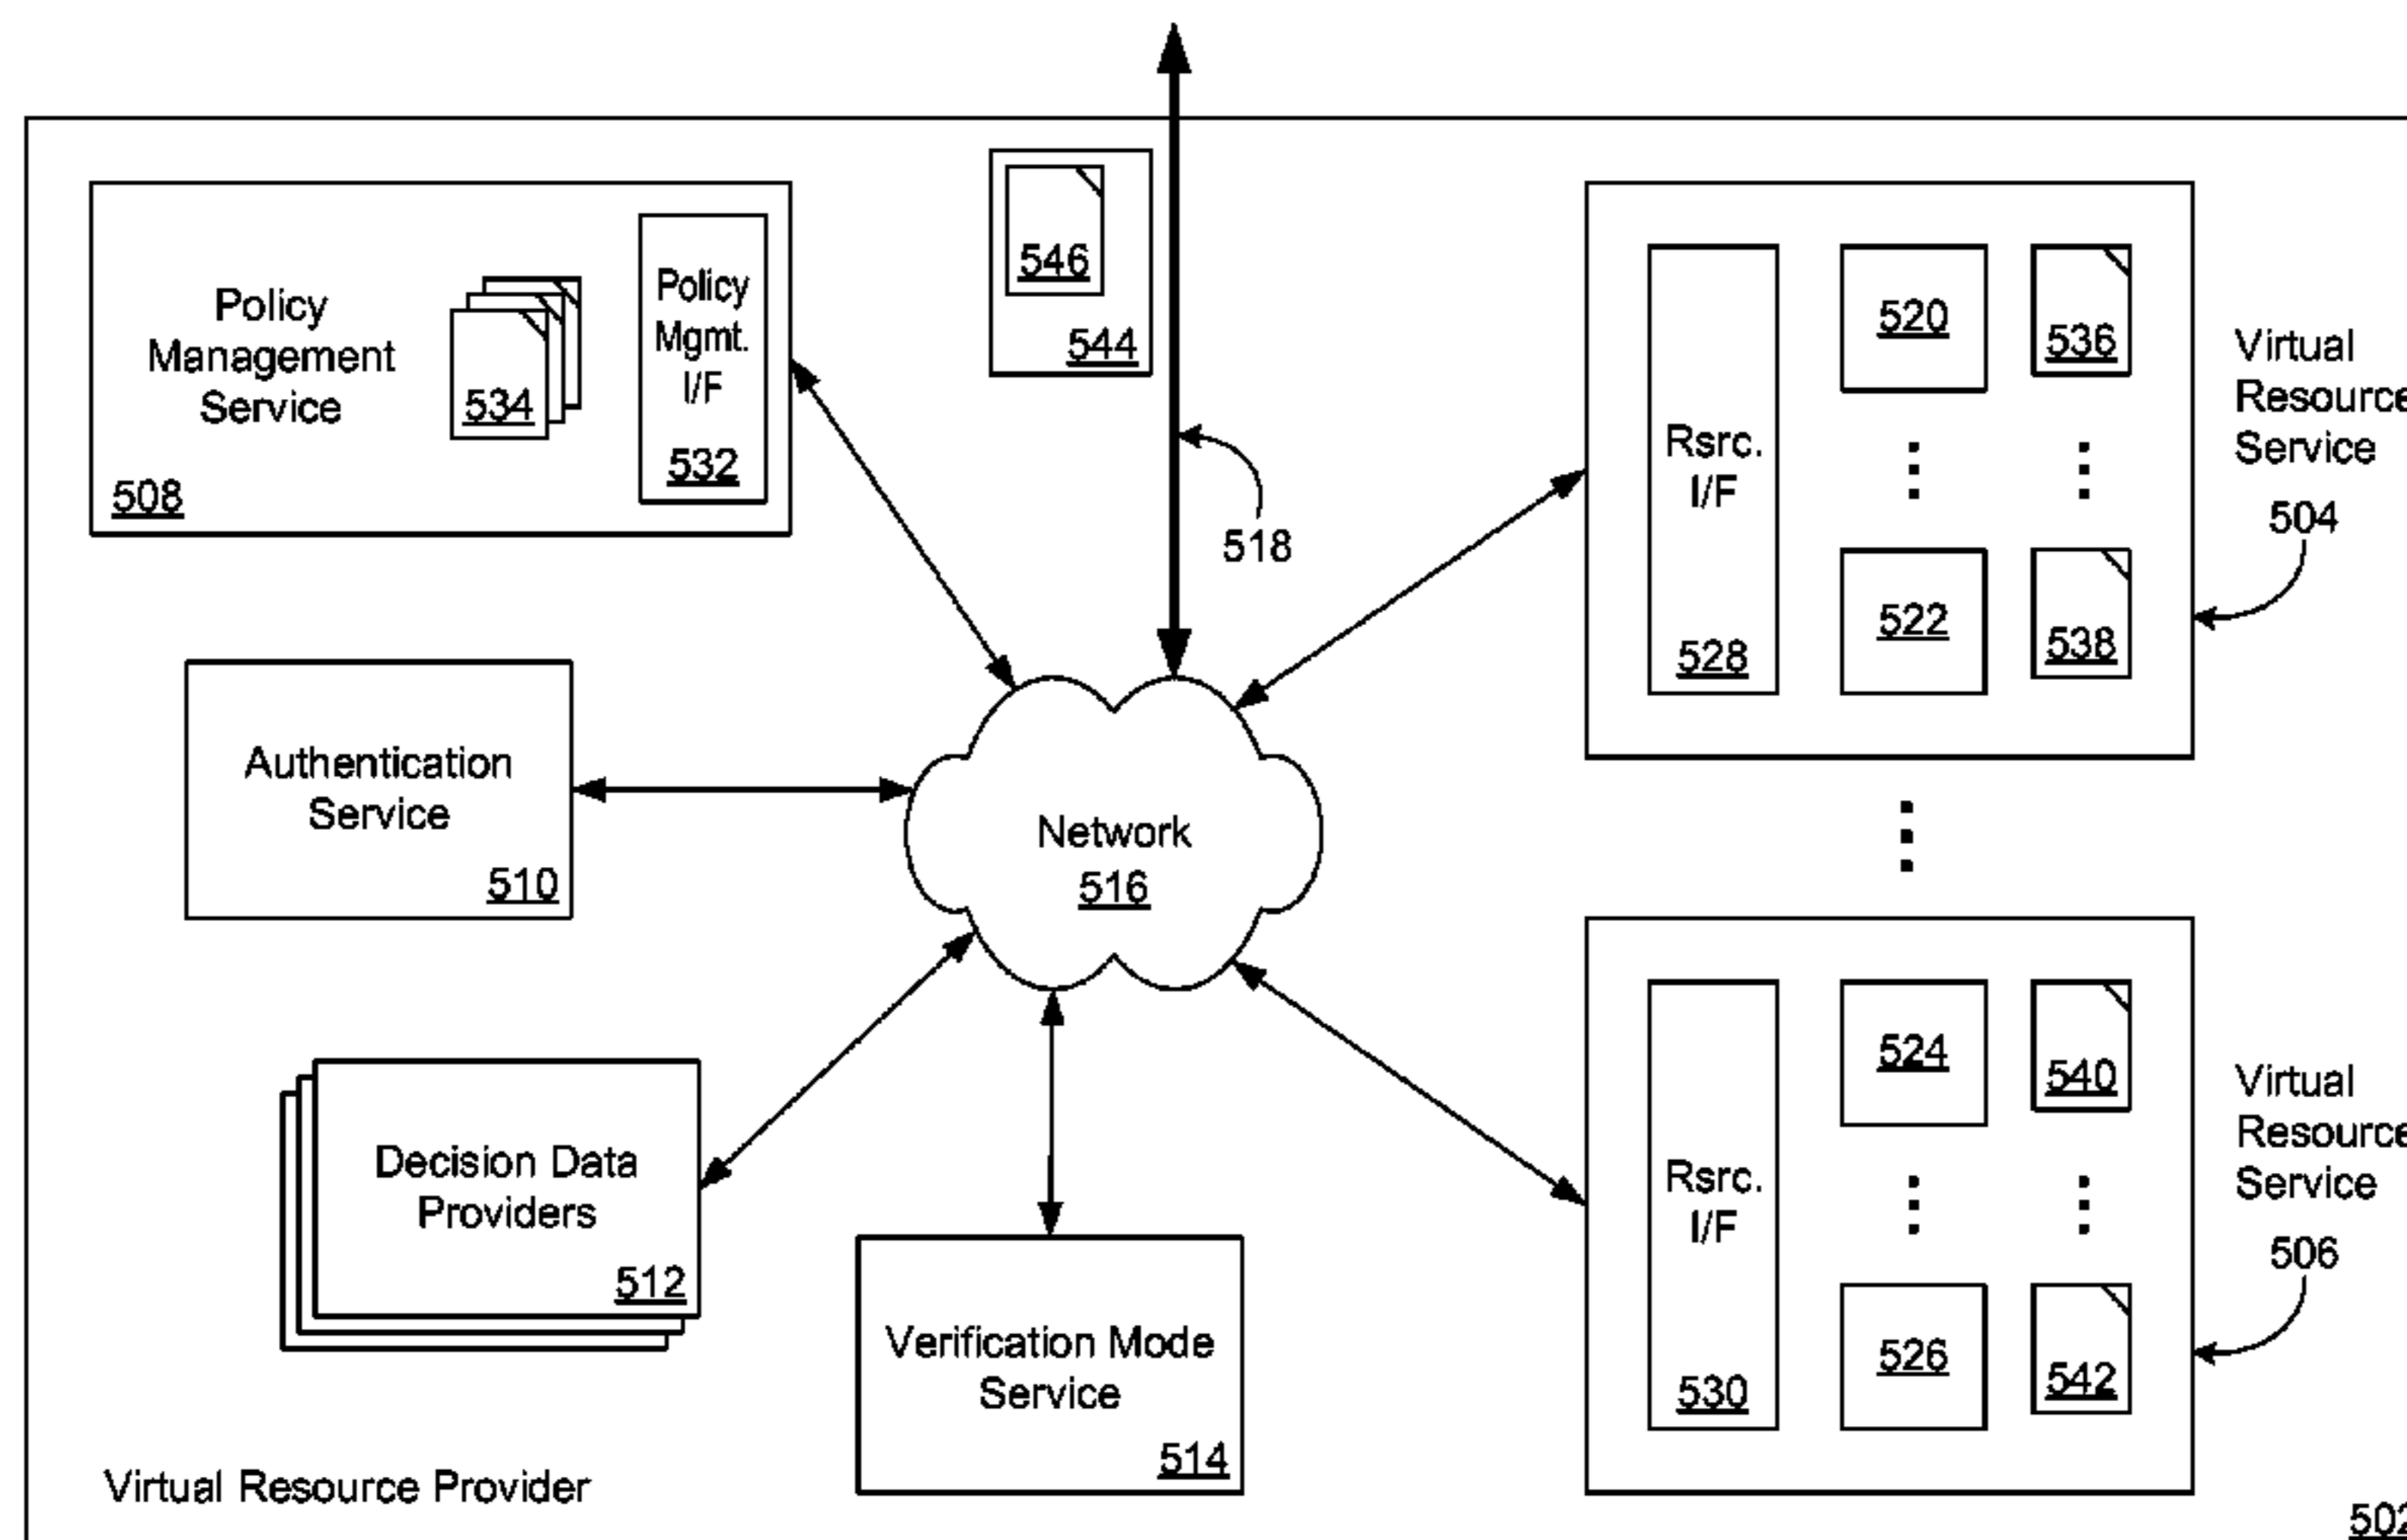 Policy
Management
Service
508
534
Policy
Mgmt.
I/F
532
546
544
518
Rsrc.
I/F
528
520
522
536
538
Virtual
Resource
Service
504
Authentication
Service
510
Network
516
Decision Data
Providers
512
Verification Mode
Service
514
Rsrc.
I/F
530
524
526
540
542
Virtual
Resource
Service
506
Virtual Resource Provider
502